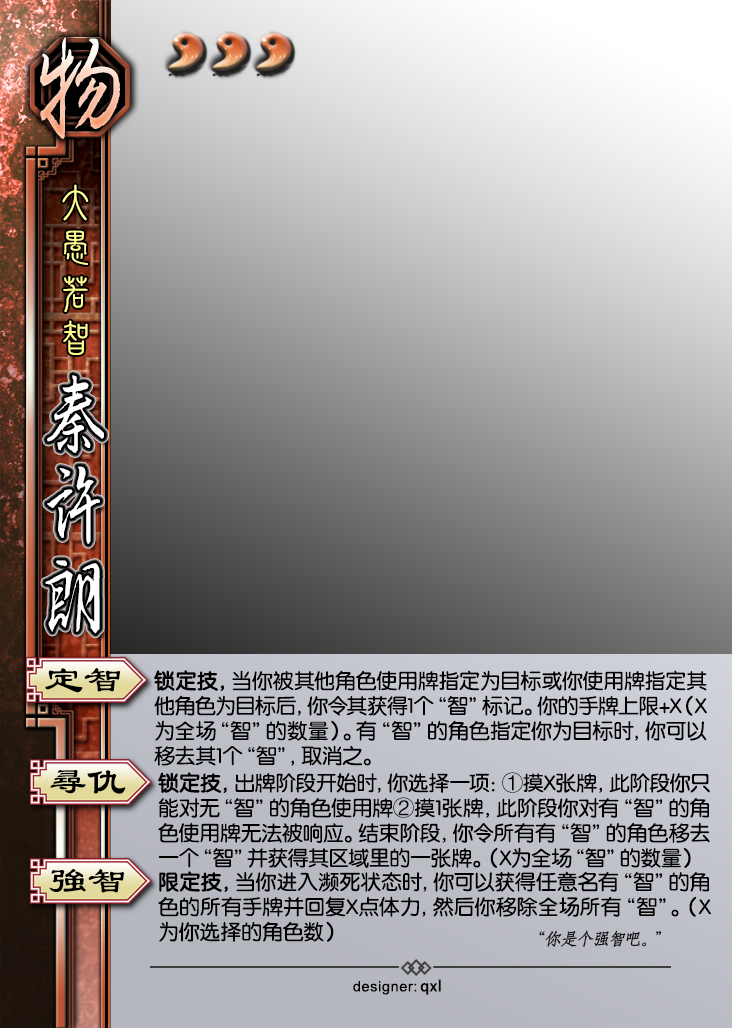 物
大愚若智
秦许朗
定智
锁定技，当你被其他角色使用牌指定为目标或你使用牌指定其
他角色为目标后，你令其获得1个“智”标记。你的手牌上限+X（X
为全场“智”的数量）。有“智”的角色指定你为目标时，你可以
移去其1个“智”，取消之。
尋仇
锁定技，出牌阶段开始时，你选择一项：①摸X张牌，此阶段你只
能对无“智”的角色使用牌②摸1张牌，此阶段你对有“智”的角
色使用牌无法被响应。结束阶段，你令所有有“智”的角色移去
一个“智”并获得其区域里的一张牌。（X为全场“智”的数量）
強智
限定技，当你进入濒死状态时，你可以获得任意名有“智”的角
色的所有手牌并回复X点体力，然后你移除全场所有“智”。（X
为你选择的角色数）
“你是个强智吧。”
designer: qxl